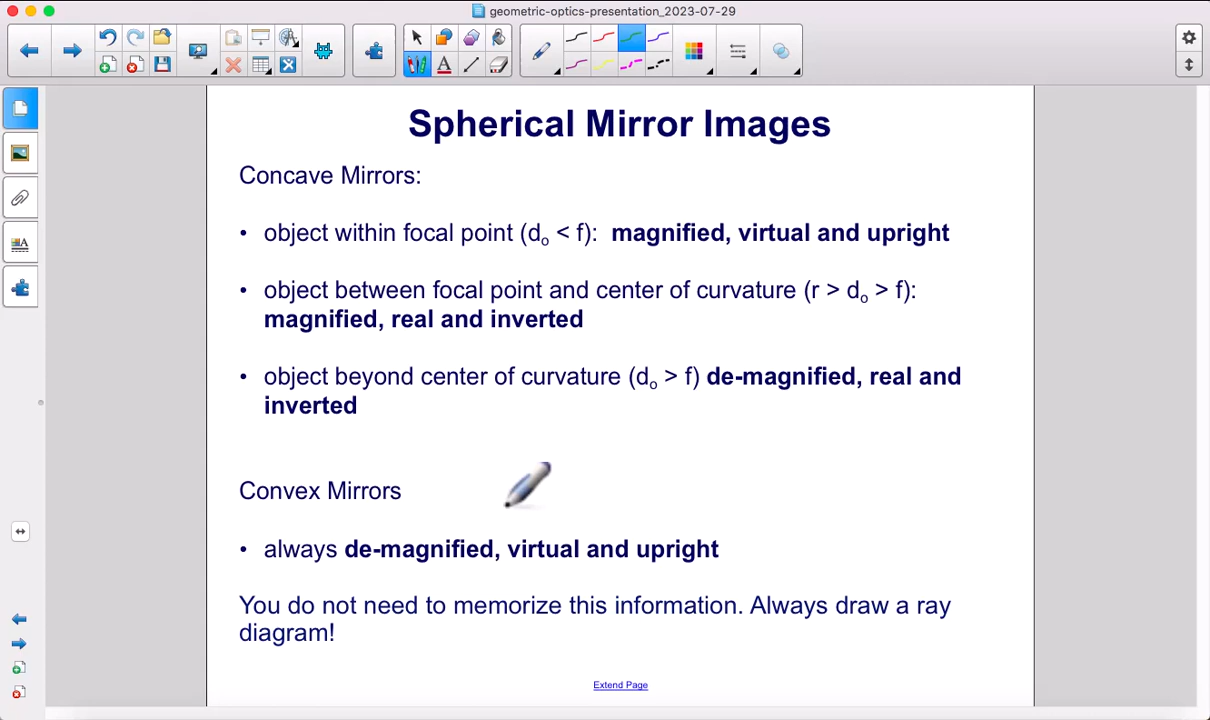 geometric-optics-presentation_2023-07-29
Spherical Mirror Images
Concave Mirrors:
• object within focal point (dₒ < f): magnified, virtual and upright
• object between focal point and center of curvature (r > dₒ > f):
magnified, real and inverted
• object beyond center of curvature (dₒ > f) de-magnified, real and
inverted
Convex Mirrors
• always de-magnified, virtual and upright
You do not need to memorize this information. Always draw a ray
diagram!
Extend Page